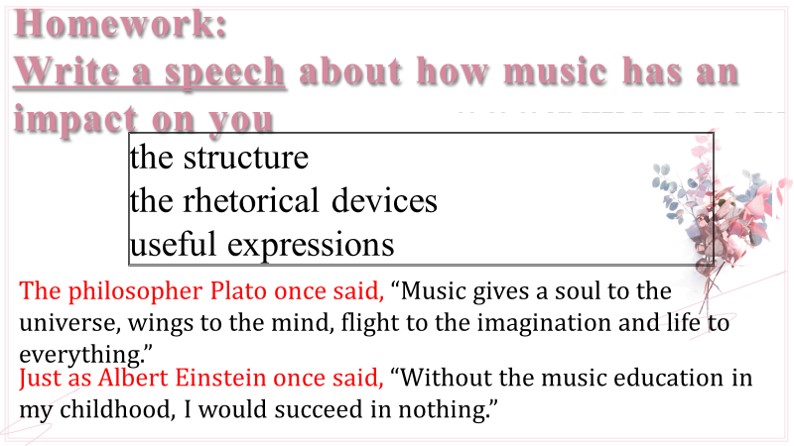 Homework:
Write a speech about how music has an
impact on you
the structure
the rhetorical devices
useful expressions
The philosopher Plato once said, “Music gives a soul to the
universe, wings to the mind, flight to the imagination and life to
everything.”
Just as Albert Einstein once said, “Without the music education in
my childhood, I would succeed in nothing.”